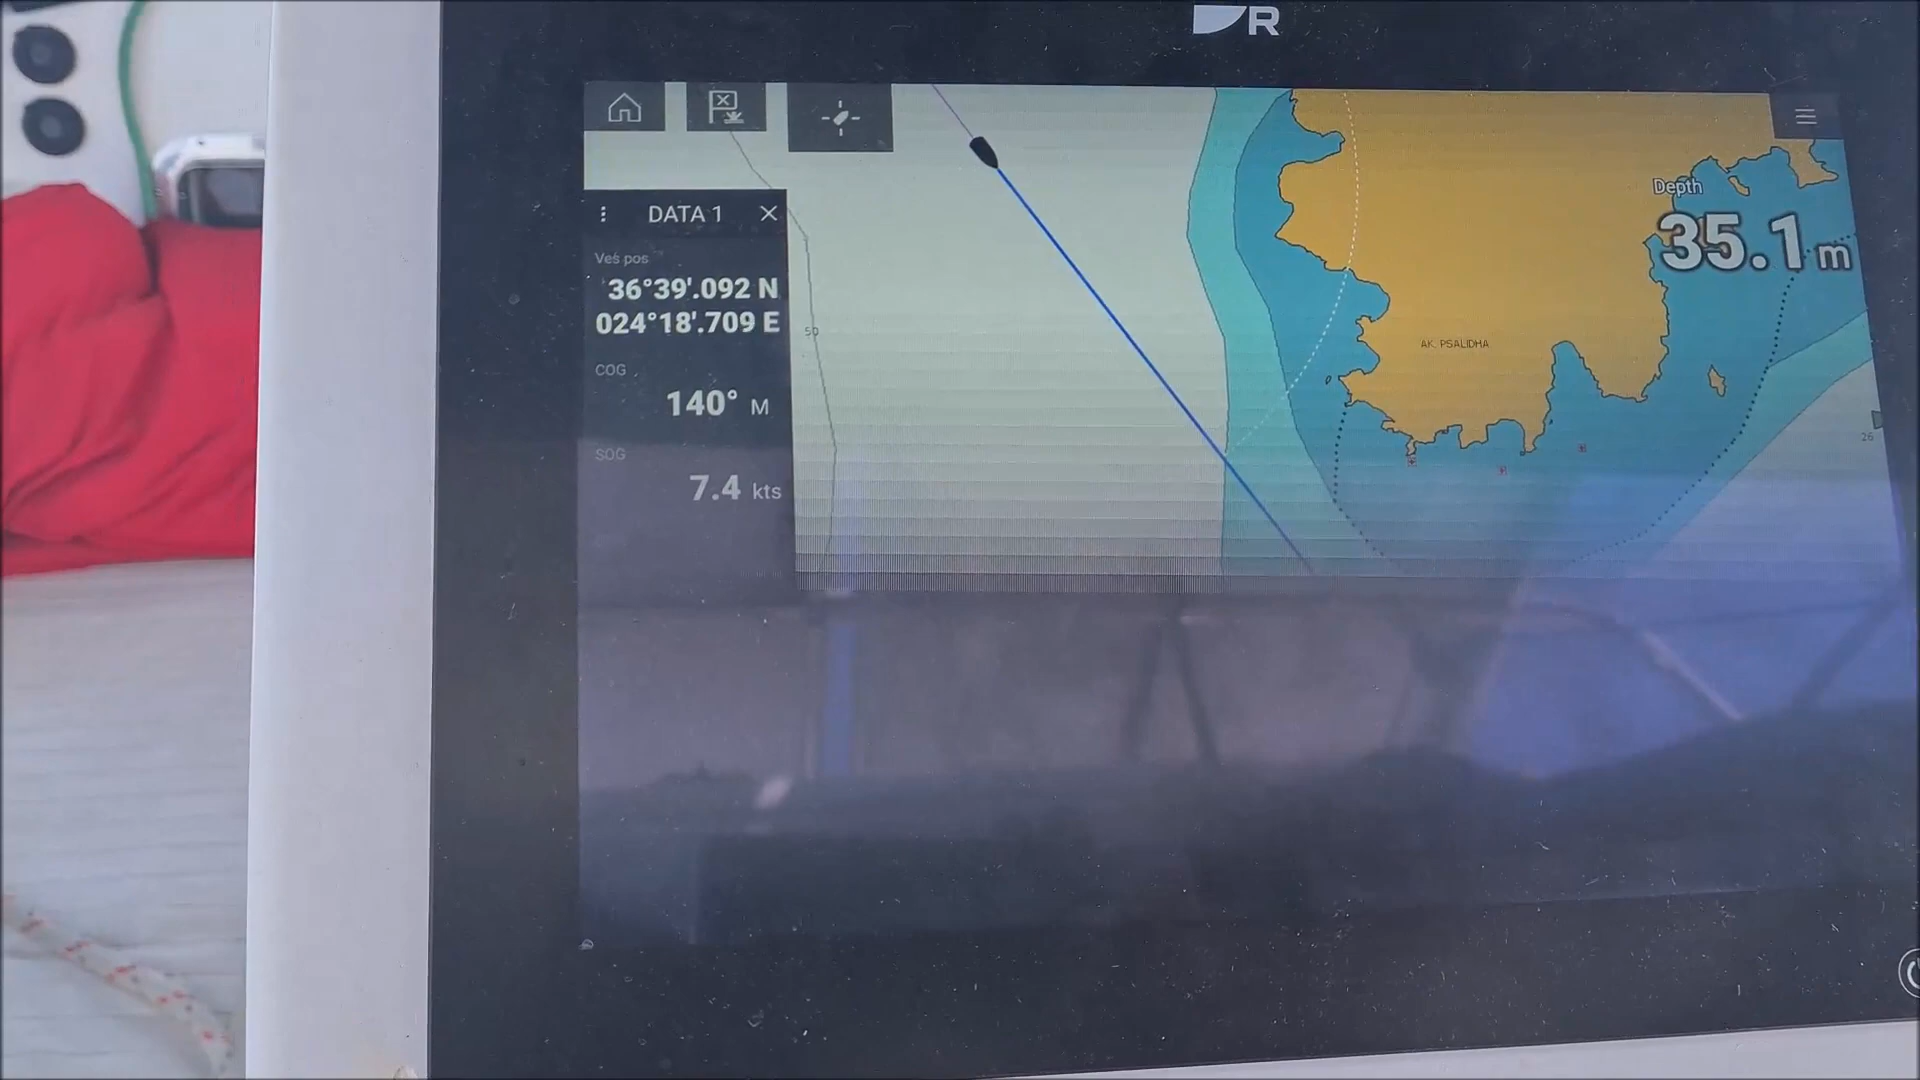 R
DATA 1
Ves pos
36°39'.092 N
024°18'.709 E
COG
140° M
SOG
7.4 kts
50
AK. PSALIDHA
Depth
35.1 m
26